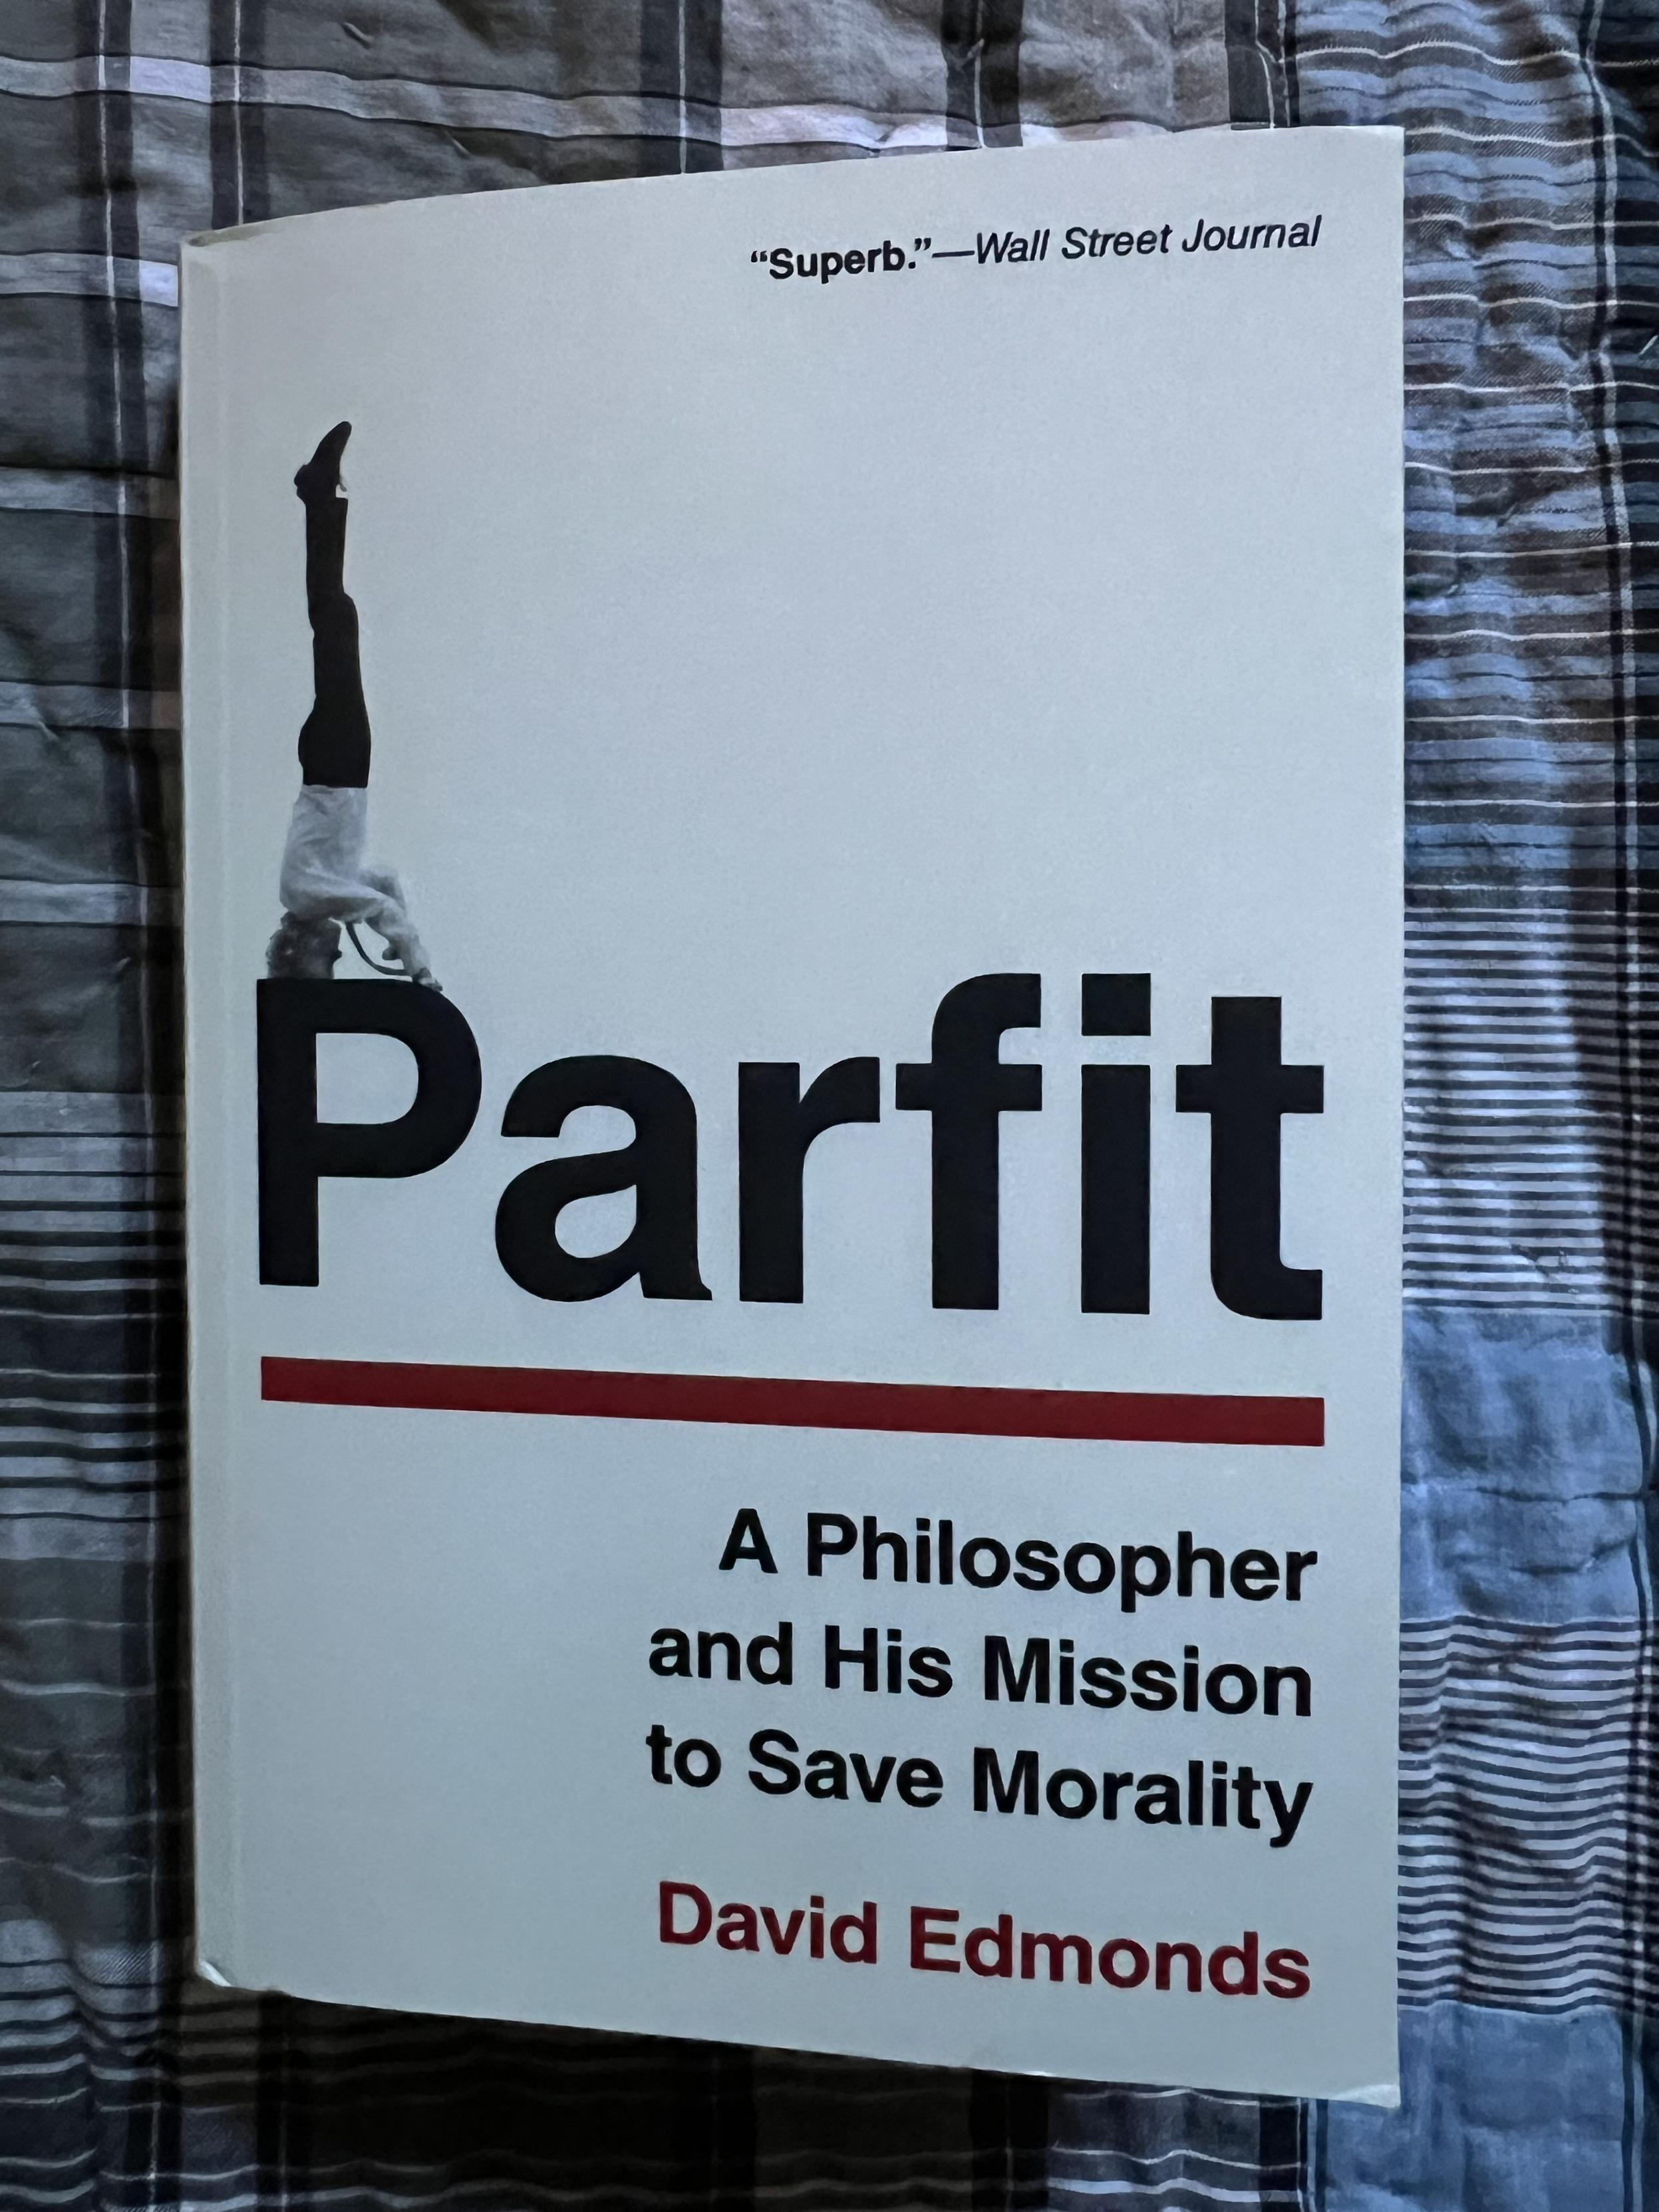 “Superb.”—Wall Street Journal
Parfit
A Philosopher
and His Mission
to Save Morality
David Edmonds